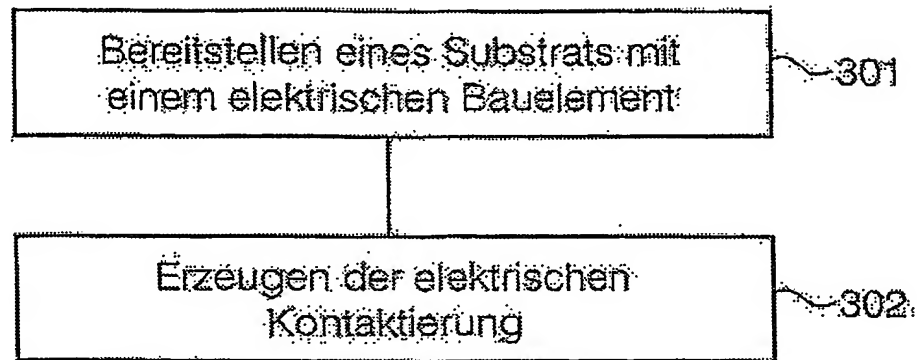 Bereitstellen eines Substrats mit
einem elektrischen Bauelement
301
Erzeugen der elektrischen
Kontaktierung
302